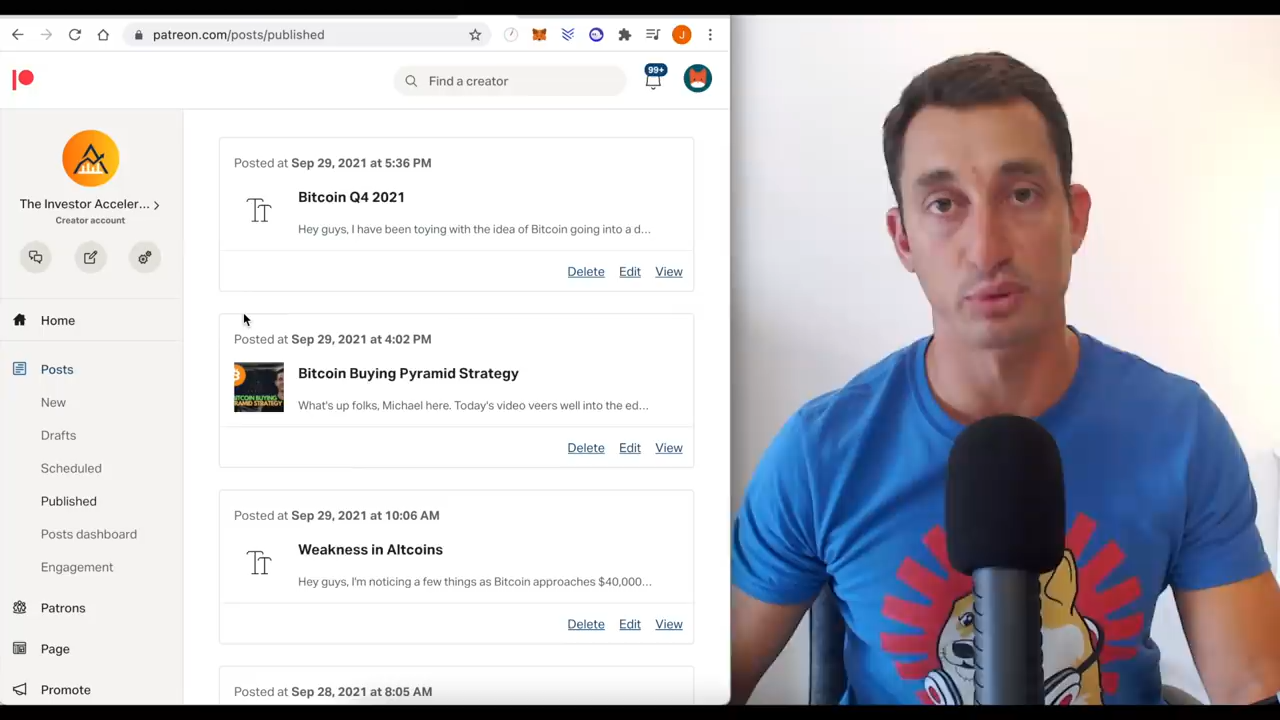 patreon.com/posts/published
J
Find a creator
99+
The Investor Acceler...
Creator account
Home
Posts
New
Drafts
Scheduled
Published
Posts dashboard
Engagement
Patrons
Page
Promote
Posted at Sep 29, 2021 at 5:36 PM
Bitcoin Q4 2021
Hey guys, I have been toying with the idea of Bitcoin going into a d...
Delete Edit View
Posted at Sep 29, 2021 at 4:02 PM
Bitcoin Buying Pyramid Strategy
What's up folks, Michael here. Today's video veers well into the ed...
Delete Edit View
Posted at Sep 29, 2021 at 10:06 AM
Weakness in Altcoins
Hey guys, I'm noticing a few things as Bitcoin approaches $40,000...
Delete Edit View
Posted at Sep 28, 2021 at 8:05 AM